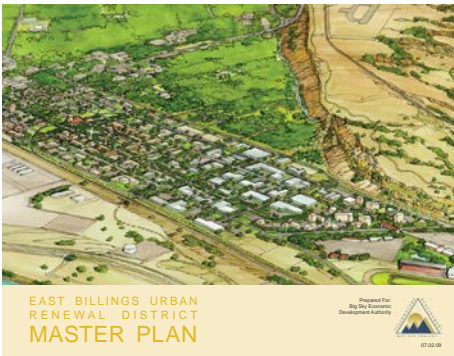 EAST BILLINGS URBAN
RENEWAL DISTRICT
MASTER PLAN
Prepared For:
Big Sky Economic
Development Authority
07.02.09